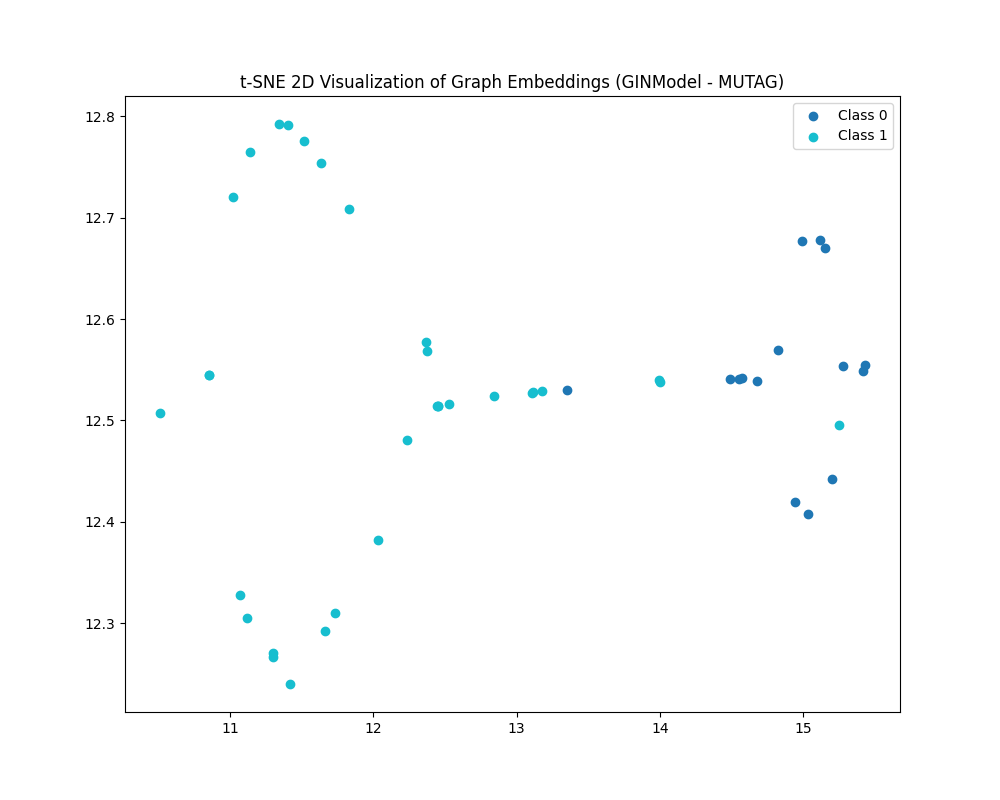 t-SNE 2D Visualization of Graph Embeddings (GINModel - MUTAG)
Class 0
Class 1
12.8
12.7
12.6
12.5
12.4
12.3
11 12 13 14 15